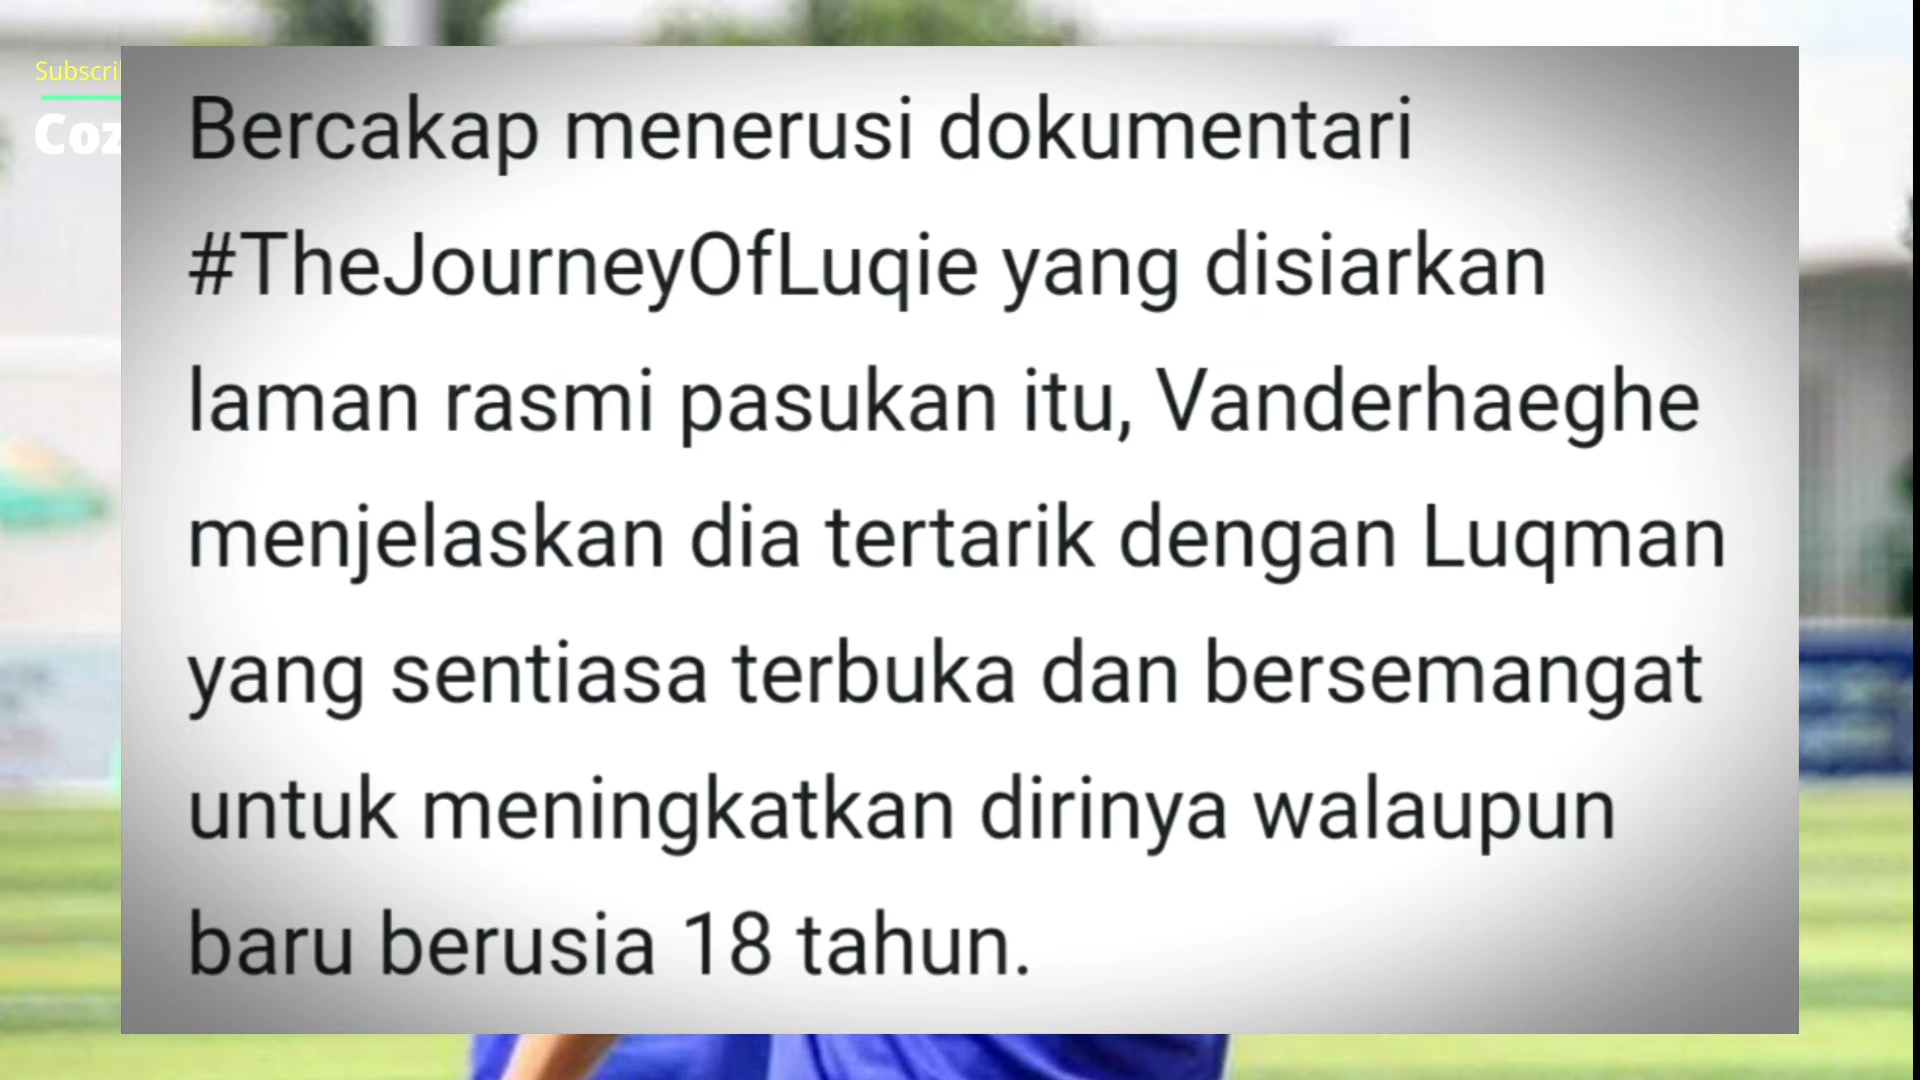 Bercakap menerusi dokumentari
#TheJourneyOfLuqie yang disiarkan
laman rasmi pasukan itu, Vanderhaeghe
menjelaskan dia tertarik dengan Luqman
yang sentiasa terbuka dan bersemangat
untuk meningkatkan dirinya walaupun
baru berusia 18 tahun.